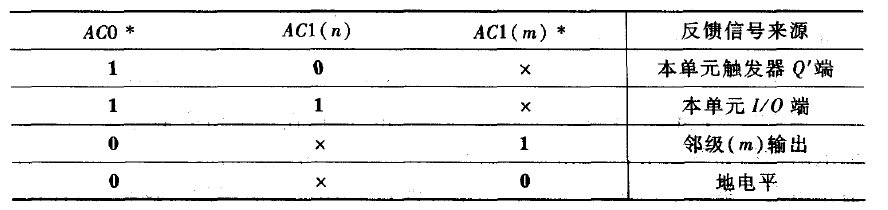 AC0 * AC1(n) AC1(m) * 反馈信号来源
1 0 × 本单元触发器 Q′端
1 1 × 本单元 I/O 端
0 × 1 邻级(m)输出
0 × 0 地电平